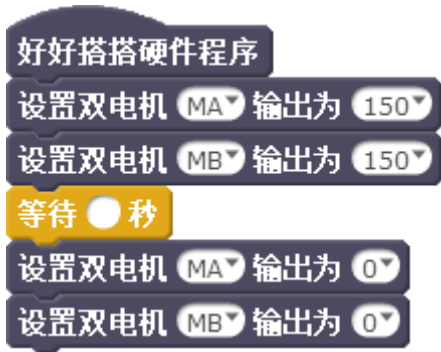 好好搭搭硬件程序
设置双电机 MA 输出为 150
设置双电机 MB 输出为 150
等待 秒
设置双电机 MA 输出为 0
设置双电机 MB 输出为 0